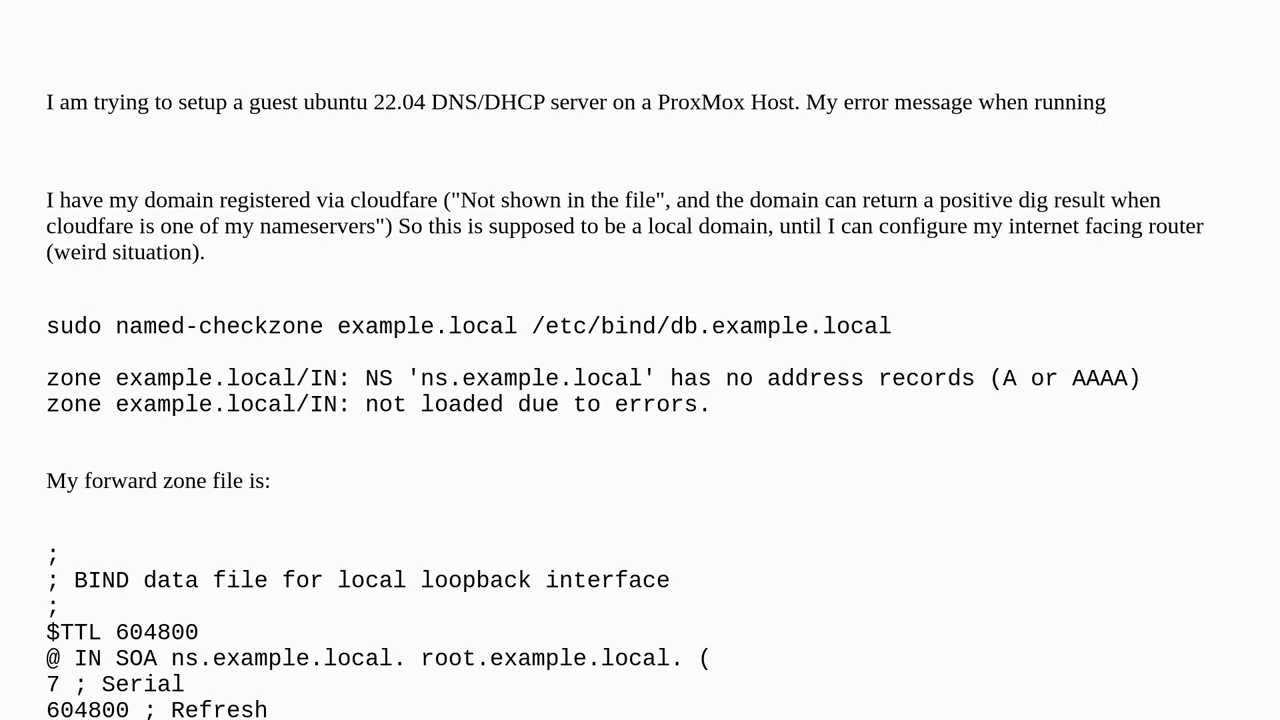 I am trying to setup a guest ubuntu 22.04 DNS/DHCP server on a ProxMox Host. My error message when running
I have my domain registered via cloudfare ("Not shown in the file", and the domain can return a positive dig result when
cloudfare is one of my nameservers") So this is supposed to be a local domain, until I can configure my internet facing router
(weird situation).
sudo named-checkzone example.local /etc/bind/db.example.local
zone example.local/IN: NS 'ns.example.local' has no address records (A or AAAA)
zone example.local/IN: not loaded due to errors.
My forward zone file is:
;
; BIND data file for local loopback interface
;
$TTL 604800
@ IN SOA ns.example.local. root.example.local. (
7 ; Serial
604800 ; Refresh